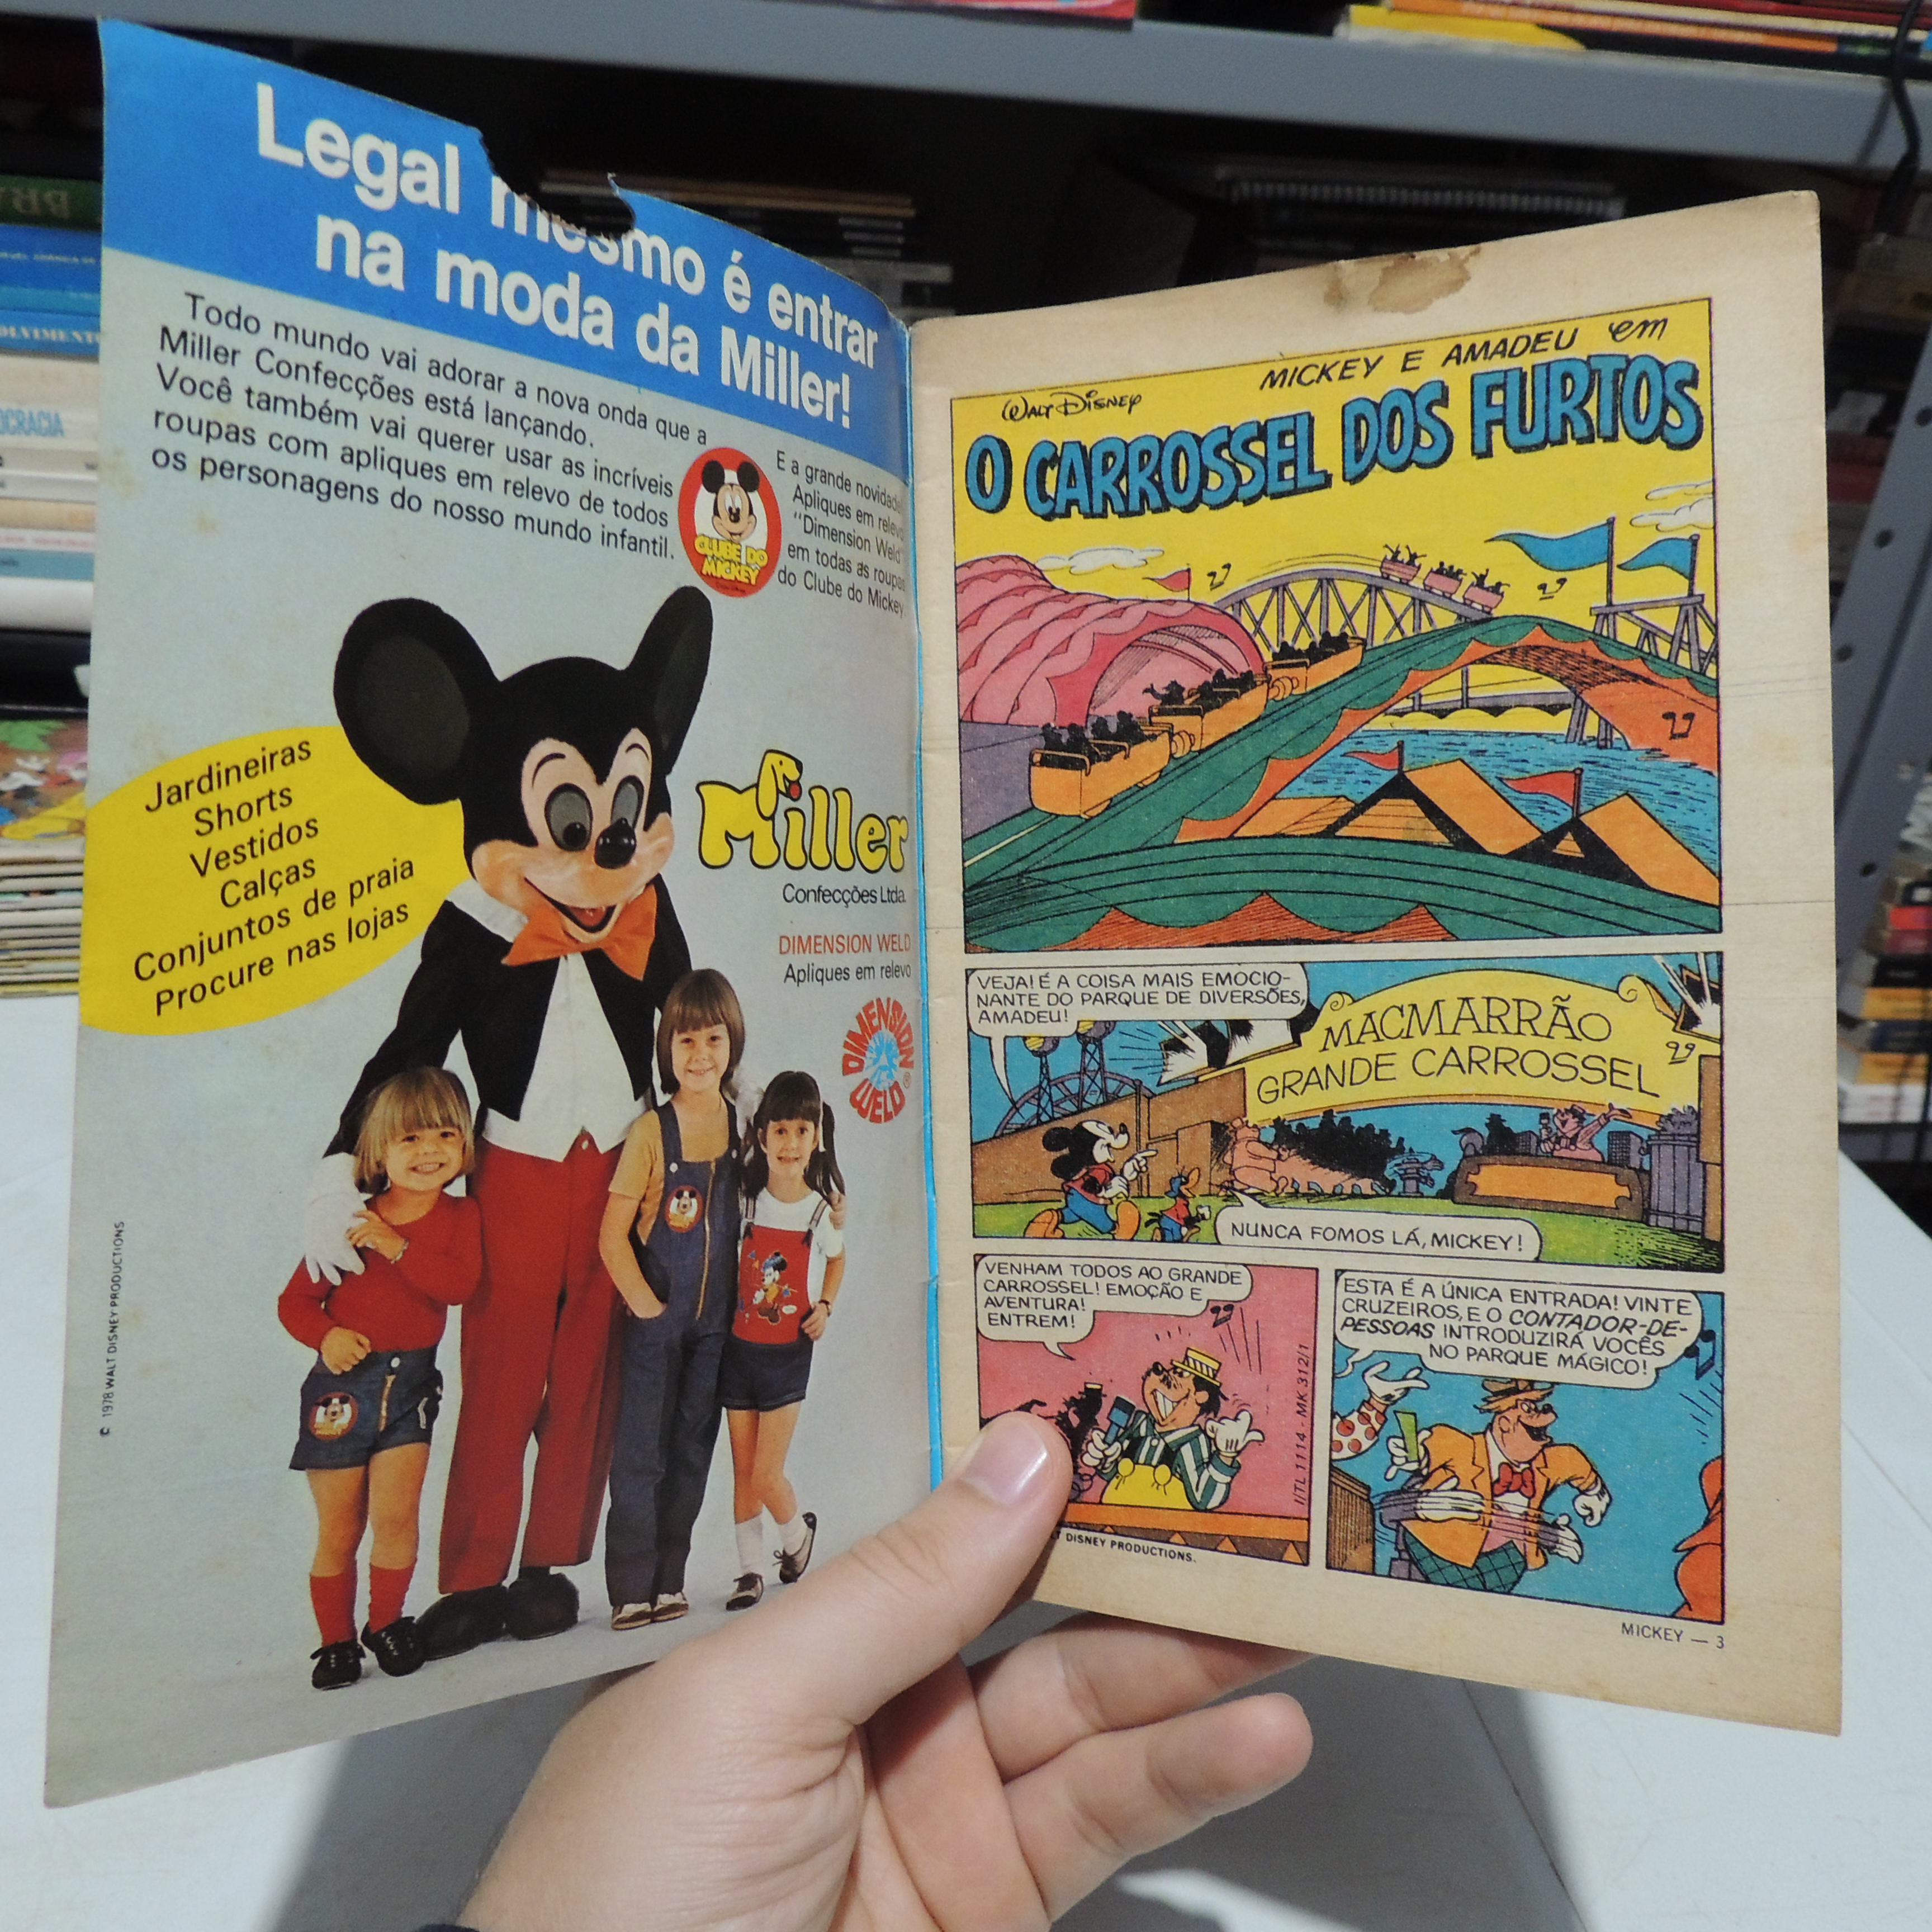 Legal mesmo é entrar
na moda da Miller!
Todo mundo vai adorar a nova onda que a
Miller Confecções está lançando.
Você também vai querer usar as incríveis
roupas com apliques em relevo de todos
os personagens do nosso mundo infantil.
CLUBE DO
MICKEY
E a grande novidade
Apliques em relevo
"Dimension Weld"
em todas as roupas
do Clube do Mickey
Jardineiras
Shorts
Vestidos
Calças
Conjuntos de praia
Procure nas lojas
Miller
Confecções Ltda.
DIMENSION WELD
Apliques em relevo
DIMENSION
WELD ®
© 1978 WALT DISNEY PRODUCTIONS
WALT DISNEY
MICKEY E AMADEU em
O CARROSSEL DOS FURTOS
VEJA! É A COISA MAIS EMOCIO-
NANTE DO PARQUE DE DIVERSÕES,
AMADEU!
MACMARRÃO
GRANDE CARROSSEL
NUNCA FOMOS LÁ, MICKEY!
VENHAM TODOS AO GRANDE
CARROSSEL! EMOÇÃO E
AVENTURA!
ENTREM!
I/TL 1114 - MK 312/1
ESTA É A ÚNICA ENTRADA! VINTE
CRUZEIROS, E O CONTADOR-DE-
PESSOAS INTRODUZIRÁ VOCÊS
NO PARQUE MÁGICO!
DISNEY PRODUCTIONS.
MICKEY — 3